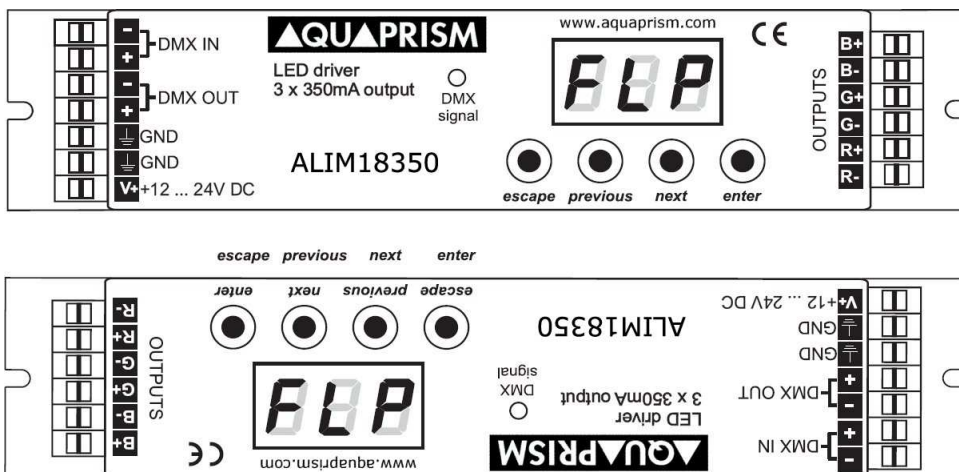 - DMX IN
+
- DMX OUT
+
GND
GND
V+ +12 ... 24V DC
AQUAPRISM
LED driver
3 x 350mA output
DMX
signal
ALIM18350
www.aquaprism.com
CE
FLP
escape previous next enter
OUTPUTS
B+
B-
G+
G-
R+
R-
escape previous next enter
enter next previous escape
R-
R+
G-
G+
B-
B+
OUTPUTS
FLP
CE
www.aquaprism.com
ALIM18350
DMX
signal
LED driver
3 x 350mA output
AQUAPRISM
V+ +12 ... 24V DC
GND
GND
+
- DMX OUT
+
- DMX IN